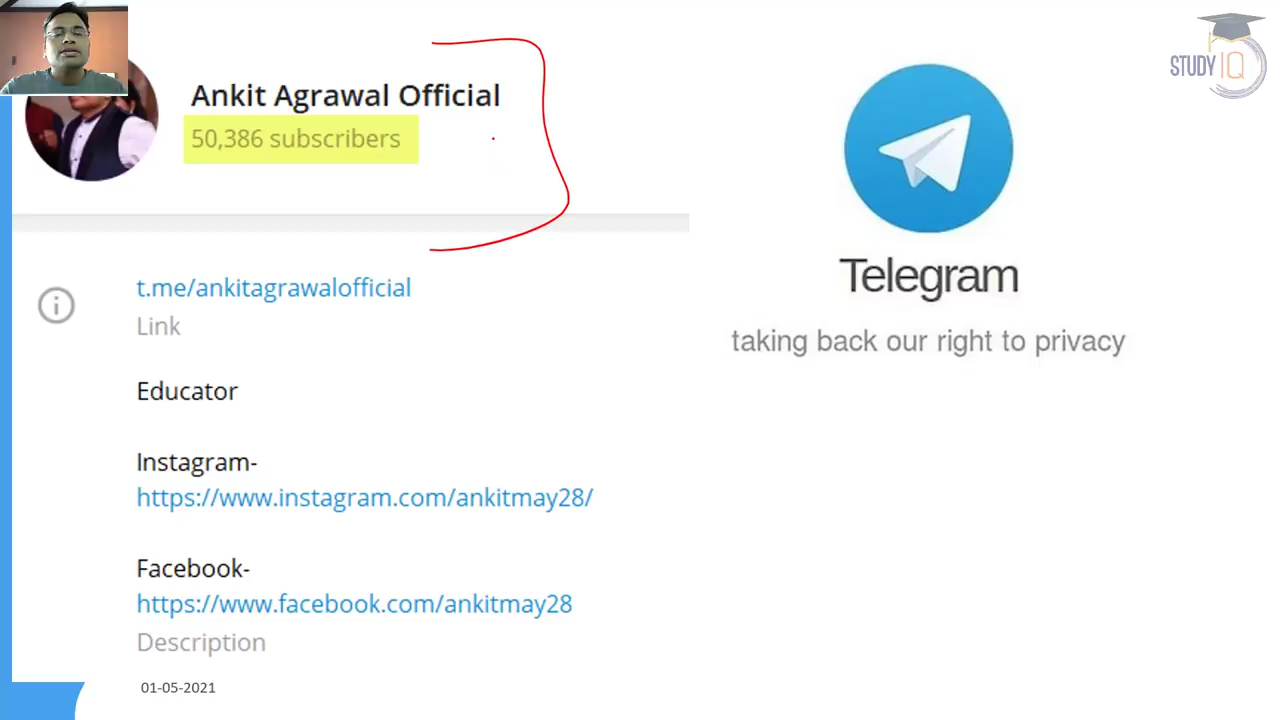 STUDY IQ
Ankit Agrawal Official
50,386 subscribers
t.me/ankitagrawalofficial
Link
Educator
Instagram-
https://www.instagram.com/ankitmay28/
Facebook-
https://www.facebook.com/ankitmay28
Description
Telegram
taking back our right to privacy
01-05-2021